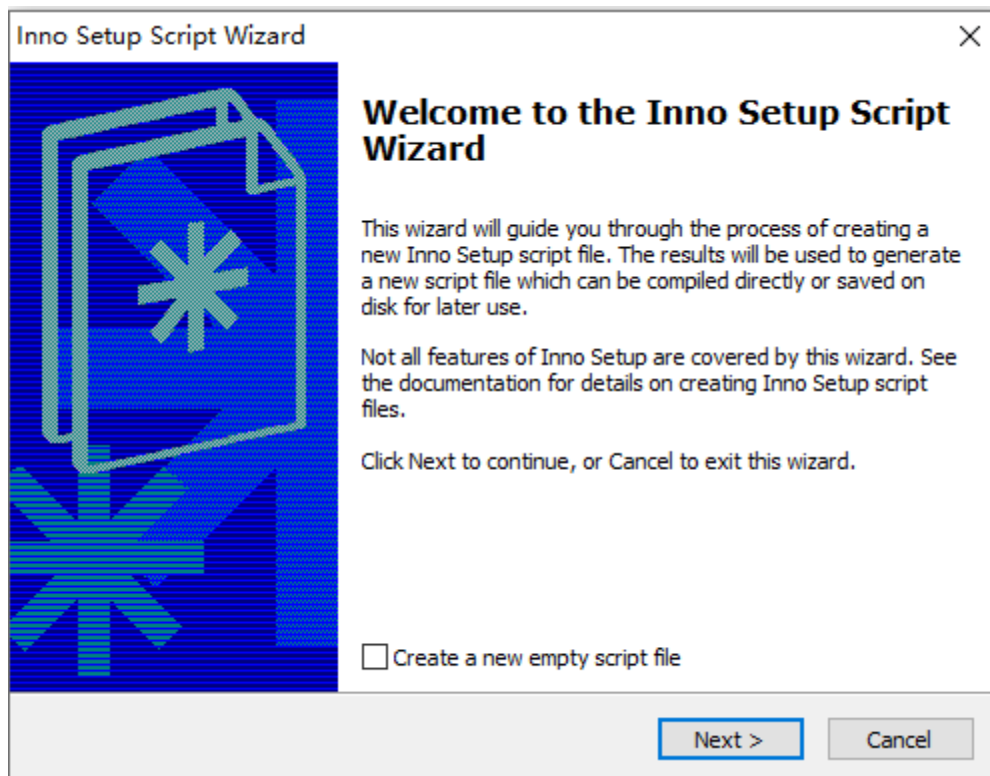 Inno Setup Script Wizard
Welcome to the Inno Setup Script
Wizard
This wizard will guide you through the process of creating a
new Inno Setup script file. The results will be used to generate
a new script file which can be compiled directly or saved on
disk for later use.
Not all features of Inno Setup are covered by this wizard. See
the documentation for details on creating Inno Setup script
files.
Click Next to continue, or Cancel to exit this wizard.
Create a new empty script file
Next >
Cancel